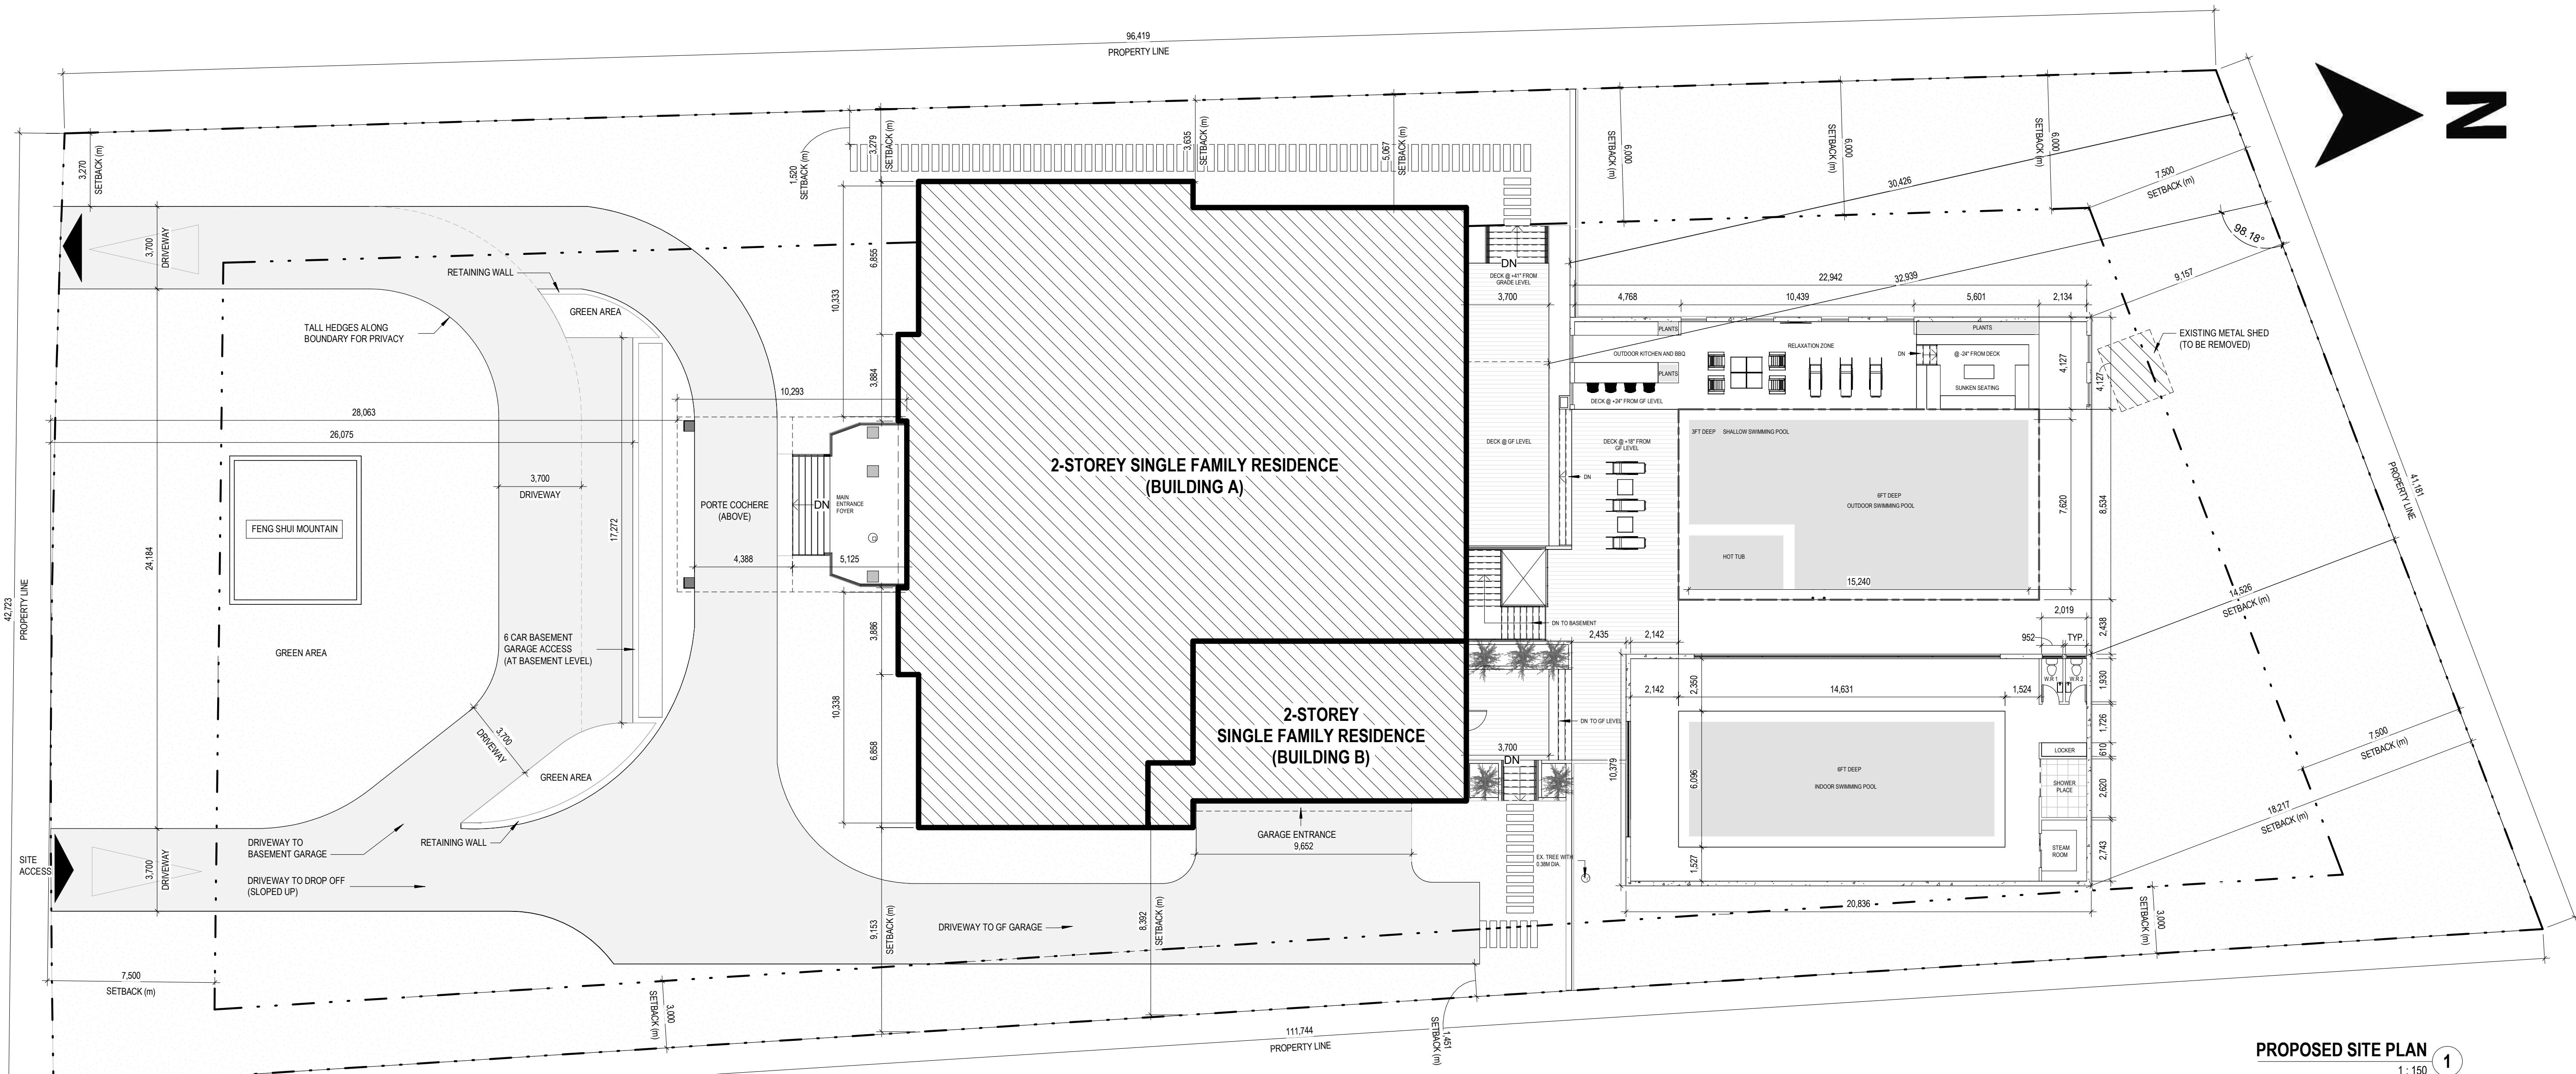 96,419
PROPERTY LINE
N
3,270
SETBACK (m)
1,520
SETBACK (m)
3,279
SETBACK (m)
3,635
SETBACK (m)
5,067
SETBACK (m)
6,000
SETBACK (m)
6,000
SETBACK (m)
6,000
SETBACK (m)
7,500
SETBACK (m)
30,426
98.18°
9,157
3,700
DRIVEWAY
RETAINING WALL
GREEN AREA
TALL HEDGES ALONG
BOUNDARY FOR PRIVACY
6,855
10,333
3,884
10,293
28,063
26,075
3,700
DRIVEWAY
17,272
FENG SHUI MOUNTAIN
24,184
42,723
PROPERTY LINE
GREEN AREA
PORTE COCHERE
(ABOVE)
DN
MAIN
ENTRANCE
FOYER
4,388
5,125
6 CAR BASEMENT
GARAGE ACCESS
(AT BASEMENT LEVEL)
3,886
10,338
6,858
3,700
DRIVEWAY
GREEN AREA
RETAINING WALL
SITE
ACCESS
3,700
DRIVEWAY
DRIVEWAY TO
BASEMENT GARAGE
DRIVEWAY TO DROP OFF
(SLOPED UP)
7,500
SETBACK (m)
3,000
SETBACK (m)
2-STOREY SINGLE FAMILY RESIDENCE
(BUILDING A)
2-STOREY
SINGLE FAMILY RESIDENCE
(BUILDING B)
GARAGE ENTRANCE
9,652
DRIVEWAY TO GF GARAGE
9,153
SETBACK (m)
8,392
SETBACK (m)
1,451
SETBACK (m)
111,744
PROPERTY LINE
DN
DECK @ +41" FROM
GRADE LEVEL
3,700
DECK @ GF LEVEL
DN
DN TO BASEMENT
2,435
2,142
DN TO GF LEVEL
3,700
DN
EX. TREE WITH
0.38M DIA.
22,942
32,939
4,768
10,439
5,601
2,134
PLANTS
OUTDOOR KITCHEN AND BBQ
PLANTS
DECK @ +24" FROM GF LEVEL
RELAXATION ZONE
DN
PLANTS
@ -24" FROM DECK
SUNKEN SEATING
4,127
4,127
EXISTING METAL SHED
(TO BE REMOVED)
DECK @ +18" FROM
GF LEVEL
3FT DEEP
SHALLOW SWIMMING POOL
6FT DEEP
OUTDOOR SWIMMING POOL
HOT TUB
15,240
7,620
8,534
2,019
2,438
952
TYP.
W.R 1
W.R 2
2,142
2,350
14,631
1,524
1,930
1,726
610
LOCKER
SHOWER
PLACE
2,620
STEAM
ROOM
2,743
6FT DEEP
INDOOR SWIMMING POOL
6,096
1,527
10,379
20,836
41,181
PROPERTY LINE
14,526
SETBACK (m)
7,500
SETBACK (m)
18,217
SETBACK (m)
3,000
SETBACK (m)
PROPOSED SITE PLAN
1
1 : 150